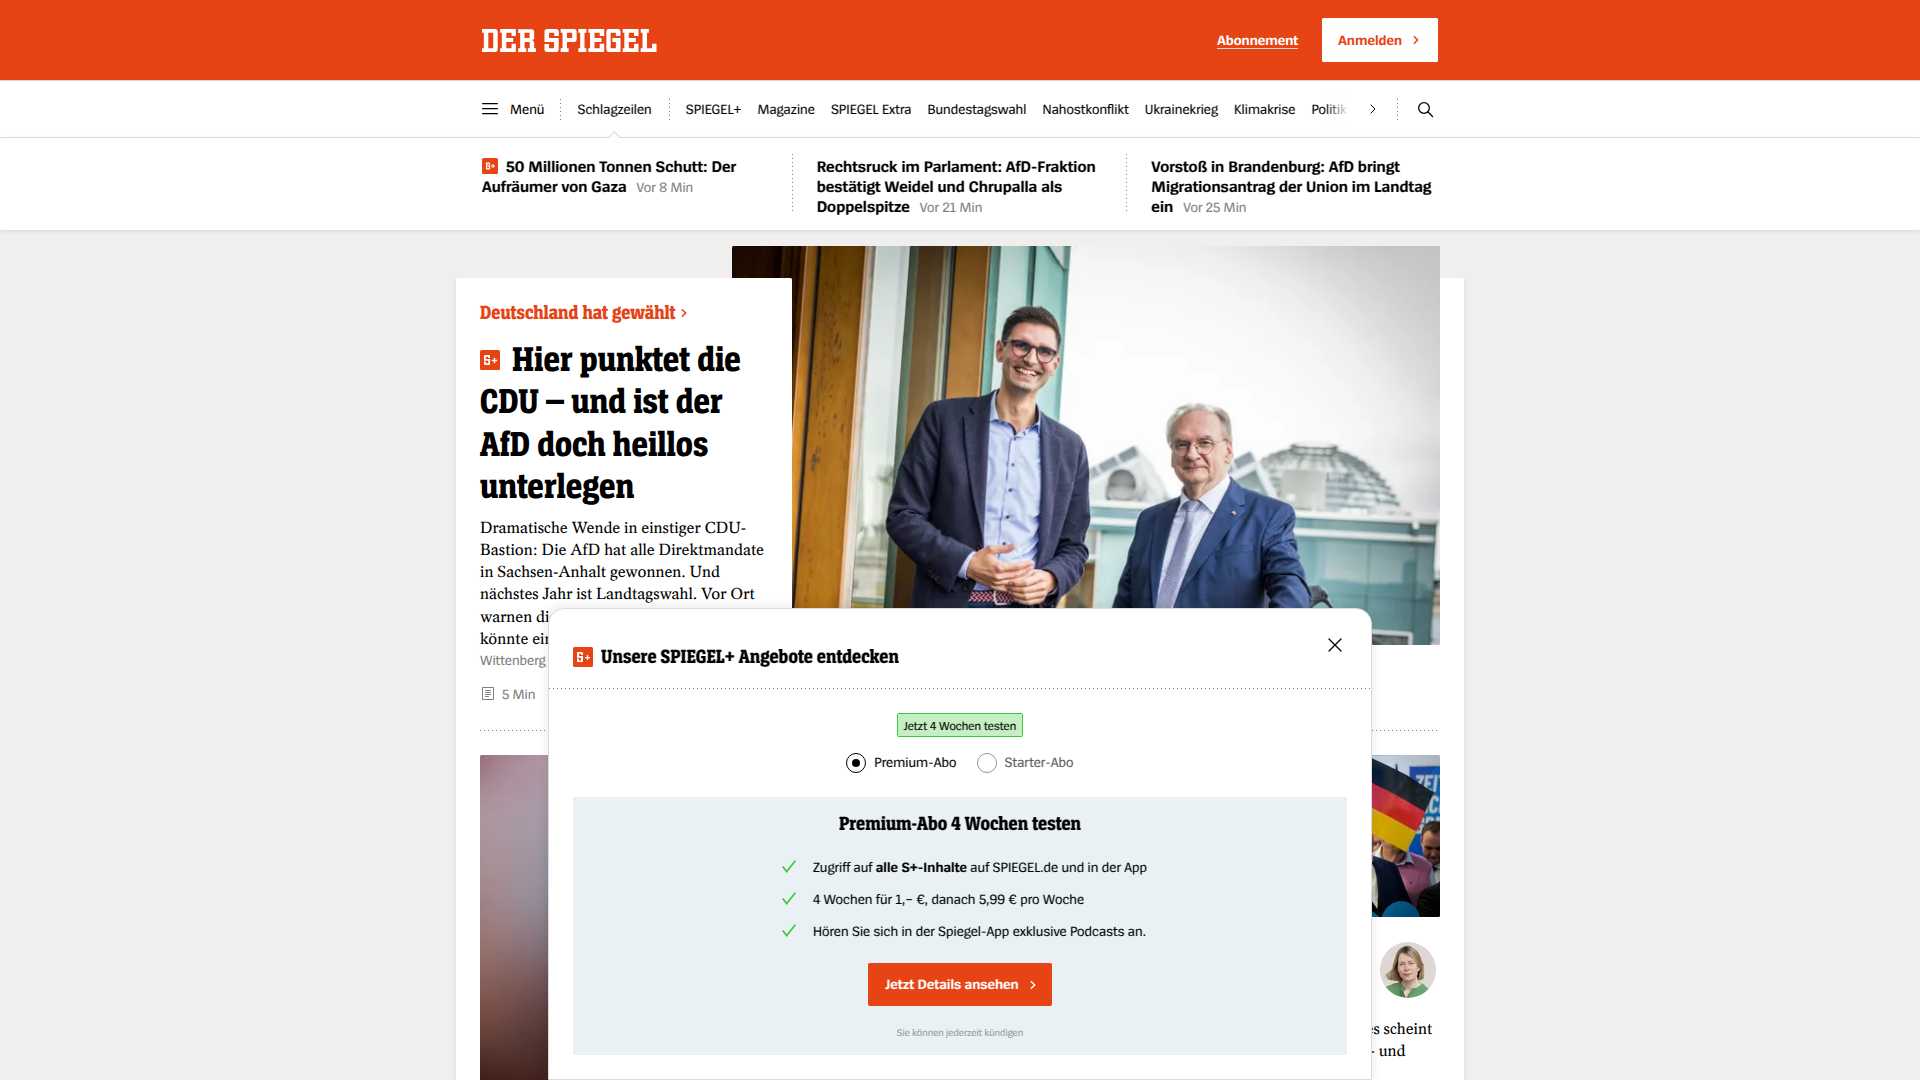 DER SPIEGEL
Abonnement
Anmelden
Menü
Schlagzeilen
SPIEGEL+
Magazine
SPIEGEL Extra
Bundestagswahl
Nahostkonflikt
Ukrainekrieg
Klimakrise
Politik
S+ 50 Millionen Tonnen Schutt: Der
Aufräumer von Gaza Vor 8 Min
Rechtsruck im Parlament: AfD-Fraktion
bestätigt Weidel und Chrupalla als
Doppelspitze Vor 21 Min
Vorstoß in Brandenburg: AfD bringt
Migrationsantrag der Union im Landtag
ein Vor 25 Min
Deutschland hat gewählt
S+ Hier punktet die
CDU – und ist der
AfD doch heillos
unterlegen
Dramatische Wende in einstiger CDU-
Bastion: Die AfD hat alle Direktmandate
in Sachsen-Anhalt gewonnen. Und
nächstes Jahr ist Landtagswahl. Vor Ort
warnen
könnte
Wittenberg
5 Min
S+ Unsere SPIEGEL+ Angebote entdecken
Jetzt 4 Wochen testen
Premium-Abo
Starter-Abo
Premium-Abo 4 Wochen testen
Zugriff auf alle S+-Inhalte auf SPIEGEL.de und in der App
4 Wochen für 1,– €, danach 5,99 € pro Woche
Hören Sie sich in der Spiegel-App exklusive Podcasts an.
Jetzt Details ansehen
Sie können jederzeit kündigen
scheint
- und